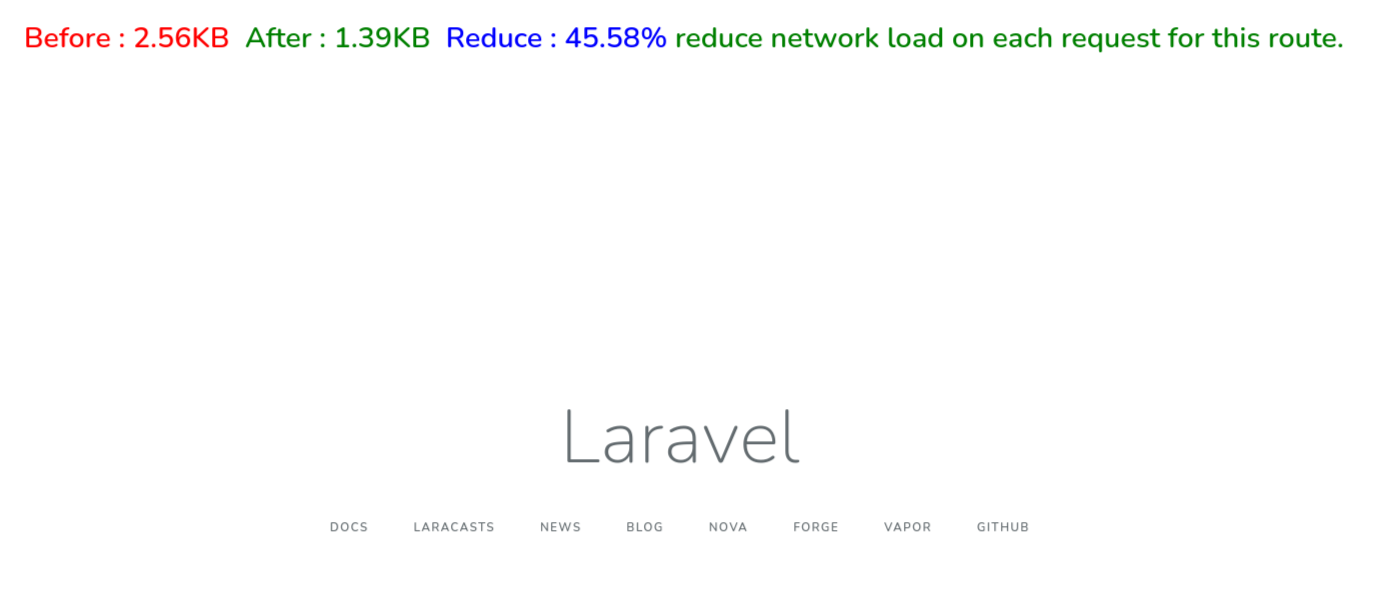 Before : 2.56KB After : 1.39KB Reduce : 45.58% reduce network load on each request for this route.
Laravel
DOCS LARACASTS NEWS BLOG NOVA FORGE VAPOR GITHUB